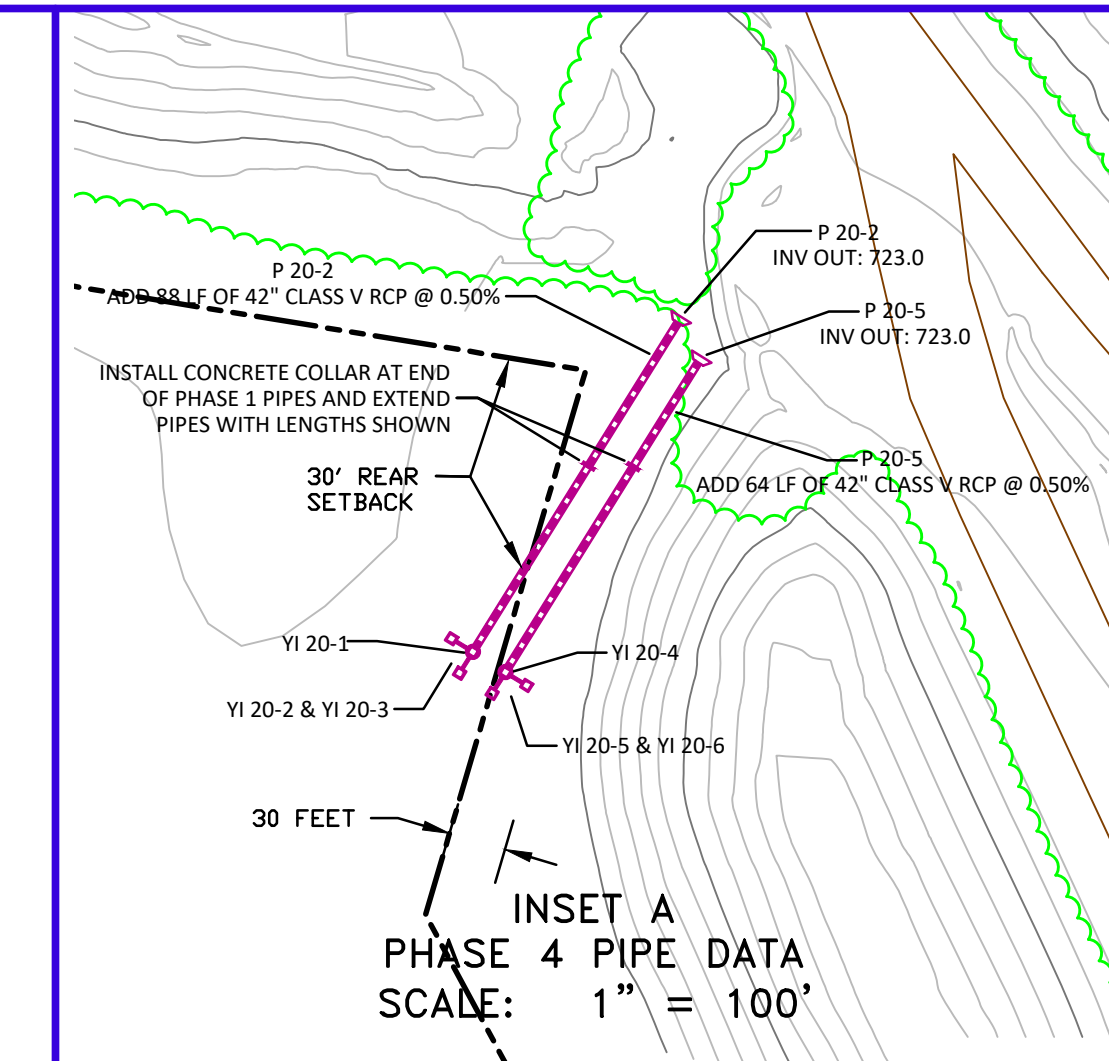 P 20-2
INV OUT: 723.0
P 20-2
ADD 88 LF OF 42" CLASS V RCP @ 0.50%
P 20-5
INV OUT: 723.0
INSTALL CONCRETE COLLAR AT END
OF PHASE 1 PIPES AND EXTEND
PIPES WITH LENGTHS SHOWN
30' REAR
SETBACK
P 20-5
ADD 64 LF OF 42" CLASS V RCP @ 0.50%
YI 20-1
YI 20-4
YI 20-2 & YI 20-3
YI 20-5 & YI 20-6
30 FEET
INSET A
PHASE 4 PIPE DATA
SCALE: 1" = 100'